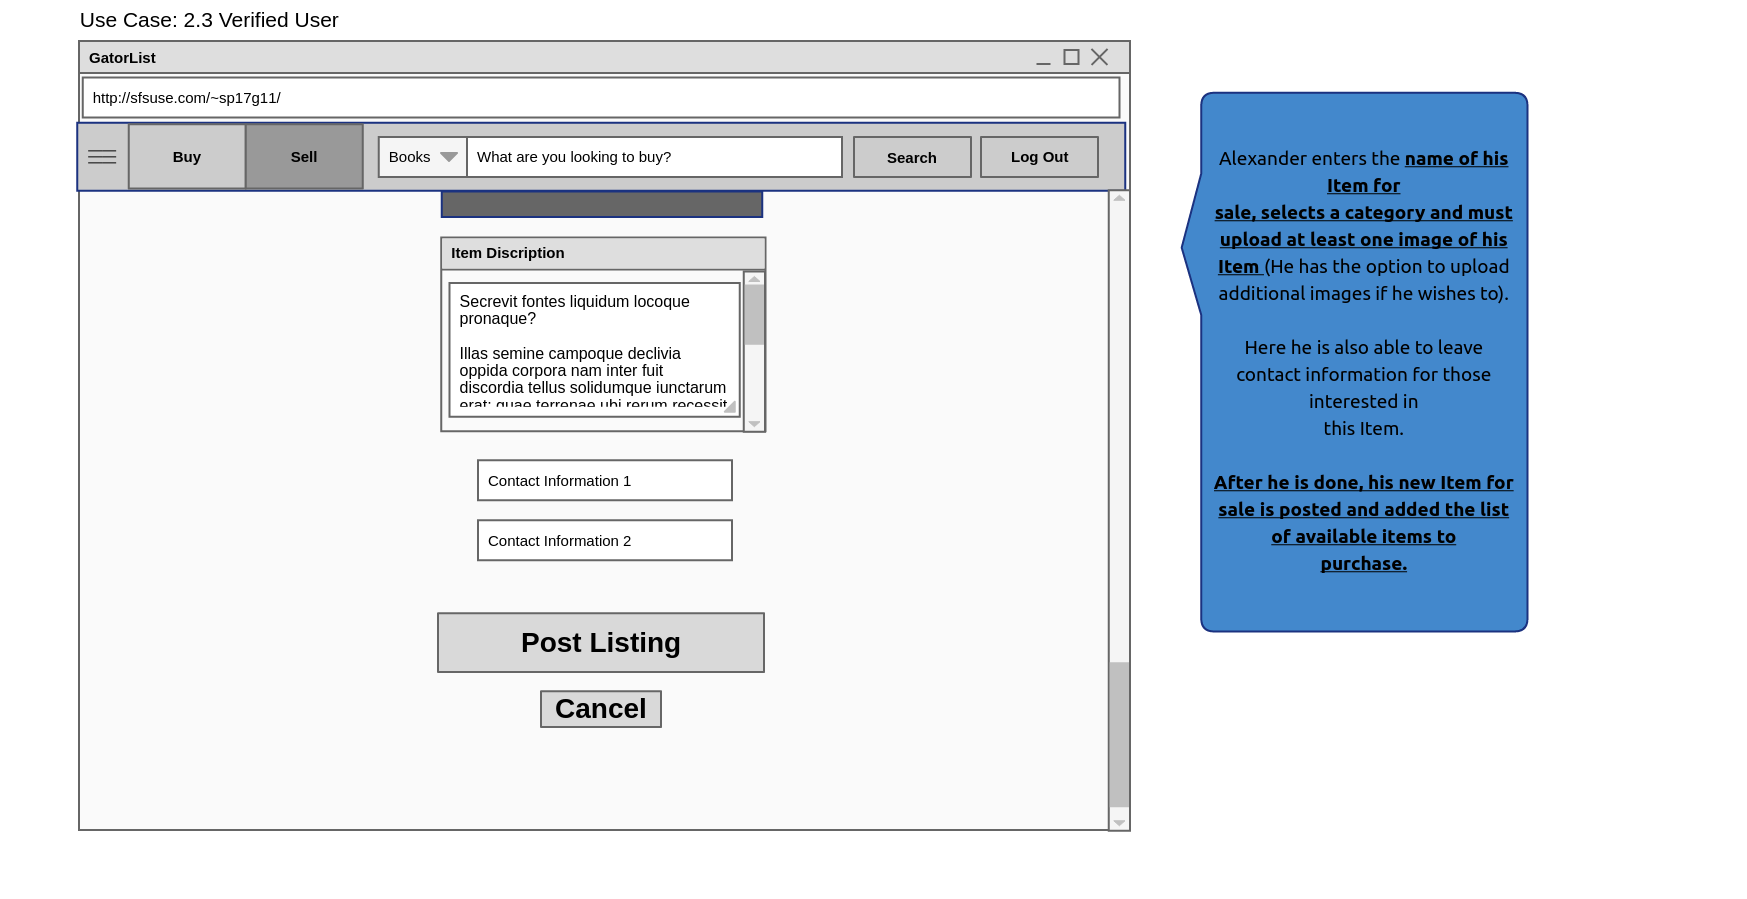 Use Case: 2.3 Verified User
GatorList
http://sfsuse.com/~sp17g11/
Buy
Sell
Books
What are you looking to buy?
Search
Log Out
Item Discription
Secrevit fontes liquidum locoque
pronaque?
Illas semine campoque declivia
oppida corpora nam inter fuit
discordia tellus solidumque iunctarum
erat: quae terrenae ubi rerum recessit
Contact Information 1
Contact Information 2
Post Listing
Cancel
Alexander enters the name of his
Item for
sale, selects a category and must
upload at least one image of his
Item (He has the option to upload
additional images if he wishes to).
Here he is also able to leave
contact information for those
interested in
this Item.
After he is done, his new Item for
sale is posted and added the list
of available items to
purchase.